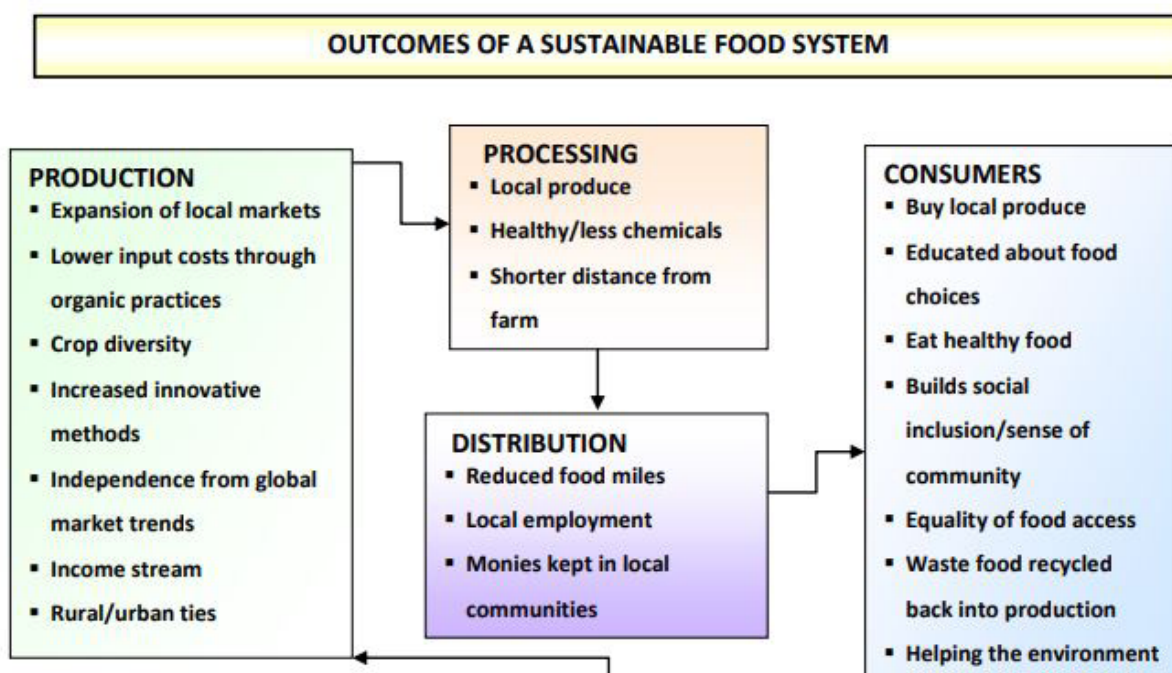 OUTCOMES OF A SUSTAINABLE FOOD SYSTEM
PRODUCTION
▪ Expansion of local markets
▪ Lower input costs through
organic practices
▪ Crop diversity
▪ Increased innovative
methods
▪ Independence from global
market trends
▪ Income stream
▪ Rural/urban ties
PROCESSING
▪ Local produce
▪ Healthy/less chemicals
▪ Shorter distance from
farm
DISTRIBUTION
▪ Reduced food miles
▪ Local employment
▪ Monies kept in local
communities
CONSUMERS
▪ Buy local produce
▪ Educated about food
choices
▪ Eat healthy food
▪ Builds social
inclusion/sense of
community
▪ Equality of food access
▪ Waste food recycled
back into production
▪ Helping the environment